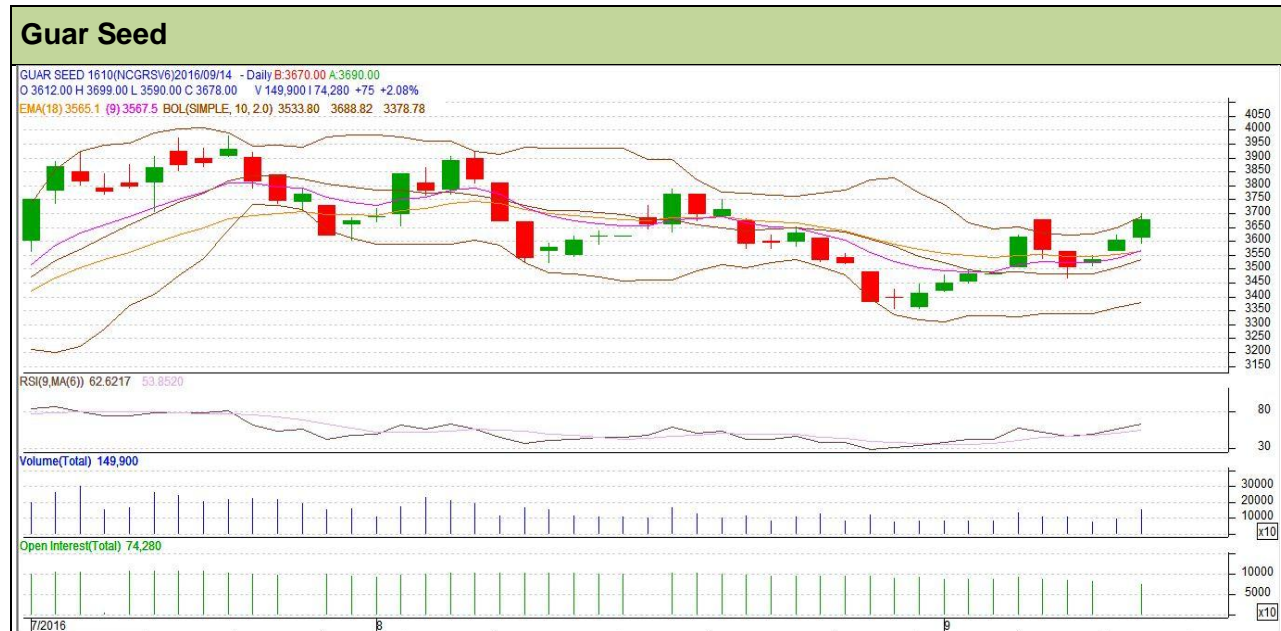 Guar Seed
GUAR SEED 1610(NCGRSV6)2016/09/14 - Daily B:3670.00 A:3690.00
O 3612.00 H 3699.00 L 3590.00 C 3678.00 V 149,900 I 74,280 +75 +2.08%
EMA(18) 3565.1 (9) 3567.5 BOL(SIMPLE, 10, 2.0) 3533.80 3688.82 3378.78
4050
4000
3950
3900
3850
3800
3750
3700
3650
3600
3550
3500
3450
3400
3350
3300
3250
3200
3150
RSI(9,MA(6)) 62.6217 53.8520
80
30
Volume(Total) 149,900
30000
20000
10000
x10
Open Interest(Total) 74,280
10000
5000
x10
7/2016 8 9